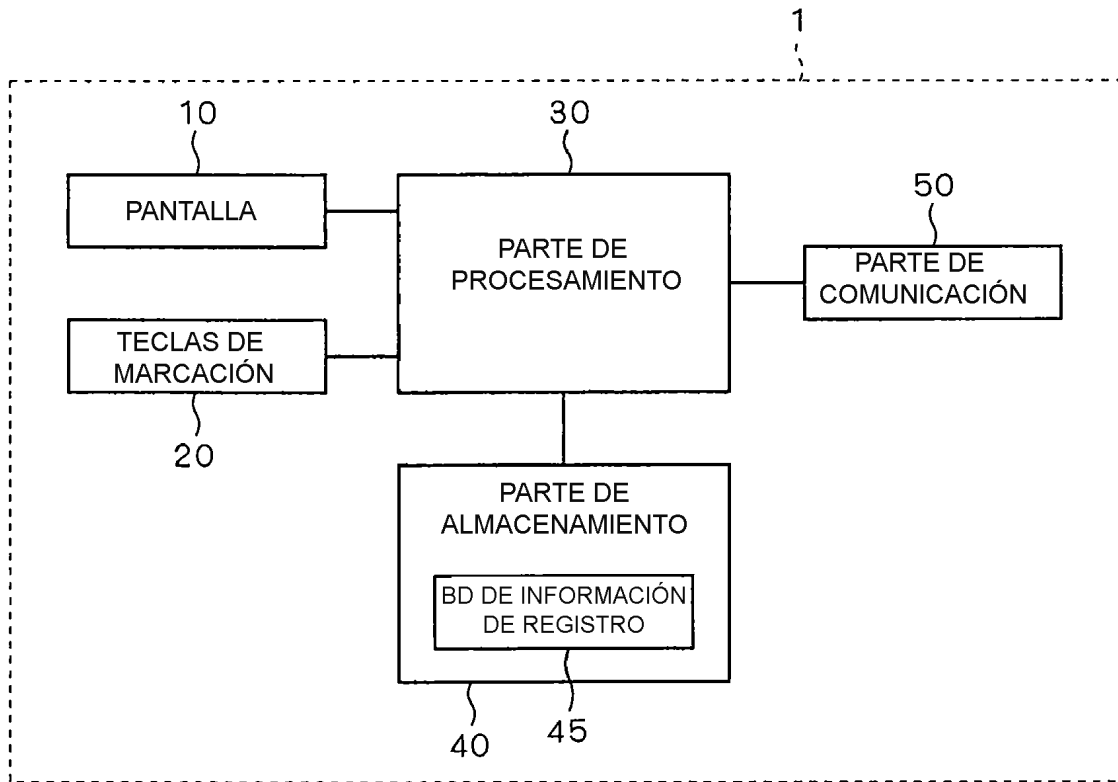 1
10
30
50
PANTALLA
PARTE DE
PROCESAMIENTO
PARTE DE
COMUNICACIÓN
TECLAS DE
MARCACIÓN
20
PARTE DE
ALMACENAMIENTO
BD DE INFORMACIÓN
DE REGISTRO
40
45